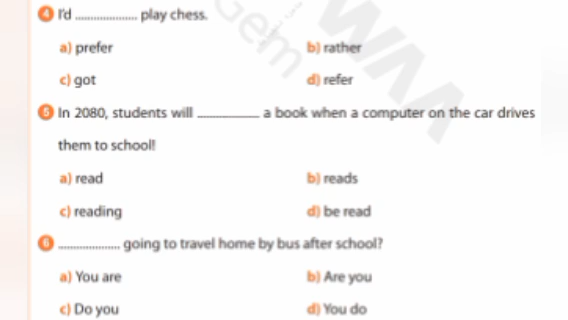 4 I'd .................... play chess.
a) prefer b) rather
c) got d) refer
5 In 2080, students will .................... a book when a computer on the car drives
them to school!
a) read b) reads
c) reading d) be read
6 .................... going to travel home by bus after school?
a) You are b) Are you
c) Do you d) You do